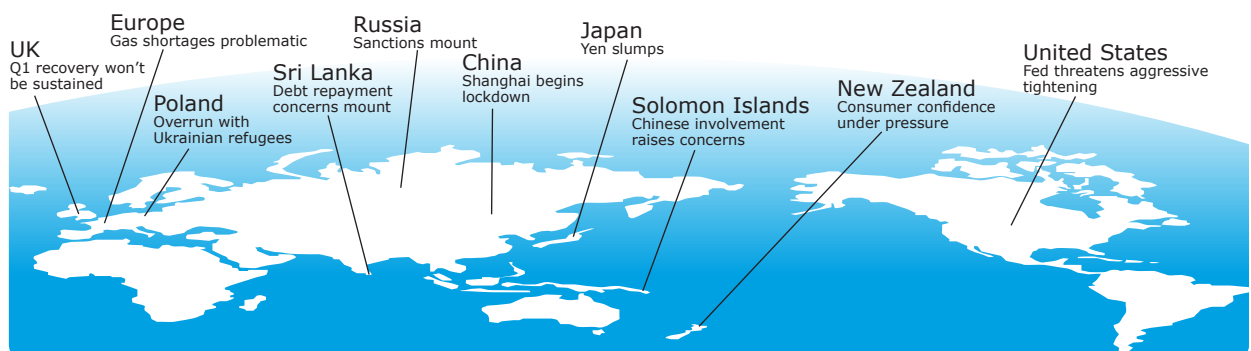 UK
Q1 recovery won't
be sustained
Europe
Gas shortages problematic
Poland
Overrun with
Ukrainian refugees
Sri Lanka
Debt repayment
concerns mount
Russia
Sanctions mount
China
Shanghai begins
lockdown
Japan
Yen slumps
Solomon Islands
Chinese involvement
raises concerns
New Zealand
Consumer confidence
under pressure
United States
Fed threatens aggressive
tightening